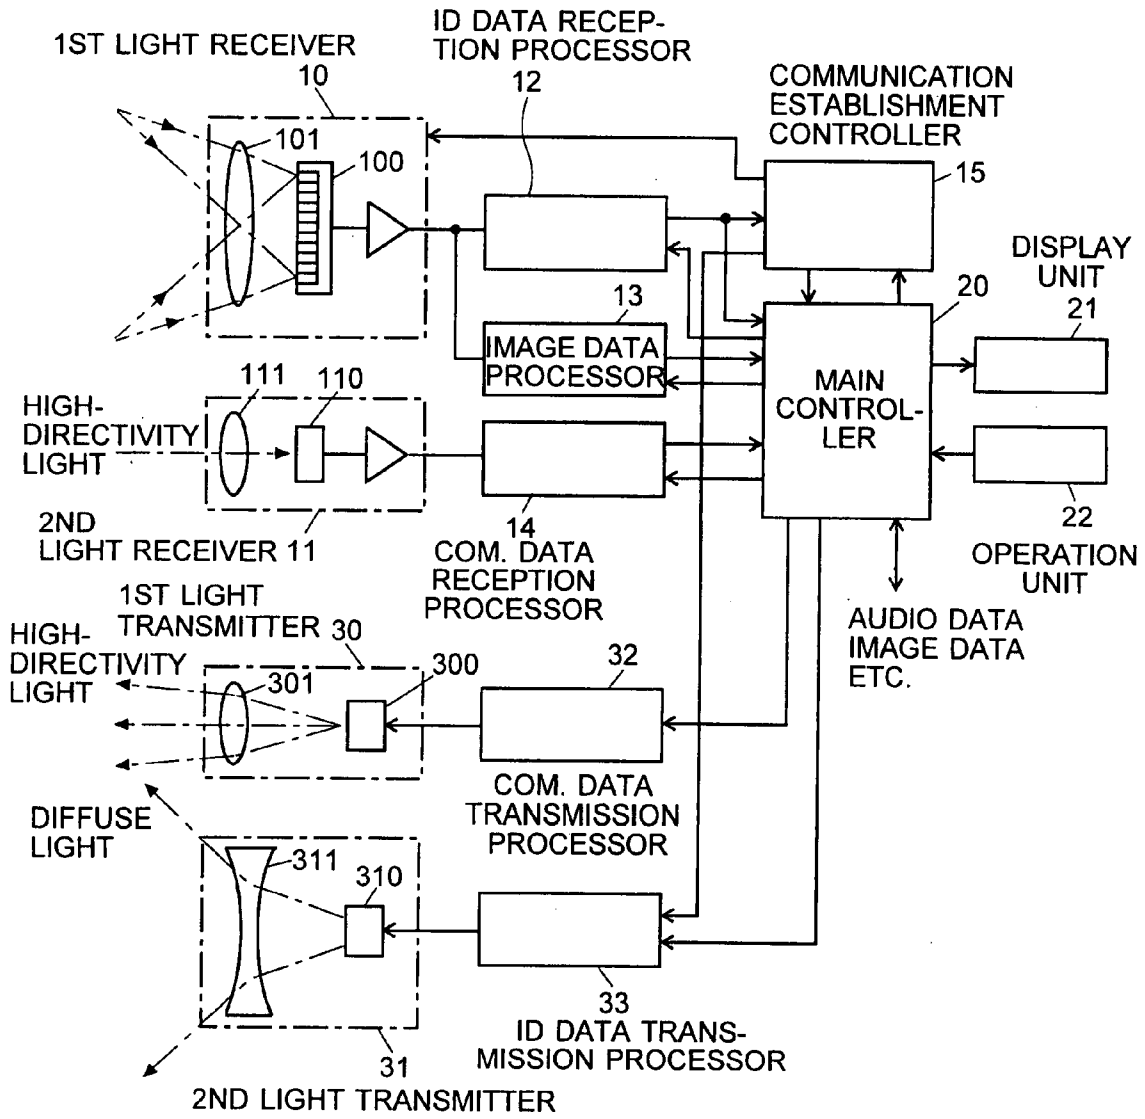 ID DATA RECEP-
TION PROCESSOR
1ST LIGHT RECEIVER
10
12
COMMUNICATION
ESTABLISHMENT
CONTROLLER
15
101
100
DISPLAY
UNIT
21
20
13
IMAGE DATA
PROCESSOR
MAIN
CONTROL-
LER
111
110
HIGH-
DIRECTIVITY
LIGHT
2ND
LIGHT RECEIVER 11
14
COM. DATA
RECEPTION
PROCESSOR
22
OPERATION
UNIT
AUDIO DATA
IMAGE DATA
ETC.
1ST LIGHT
TRANSMITTER 30
HIGH-
DIRECTIVITY
LIGHT
301
300
32
COM. DATA
TRANSMISSION
PROCESSOR
DIFFUSE
LIGHT
311
310
33
ID DATA TRANS-
MISSION PROCESSOR
31
2ND LIGHT TRANSMITTER